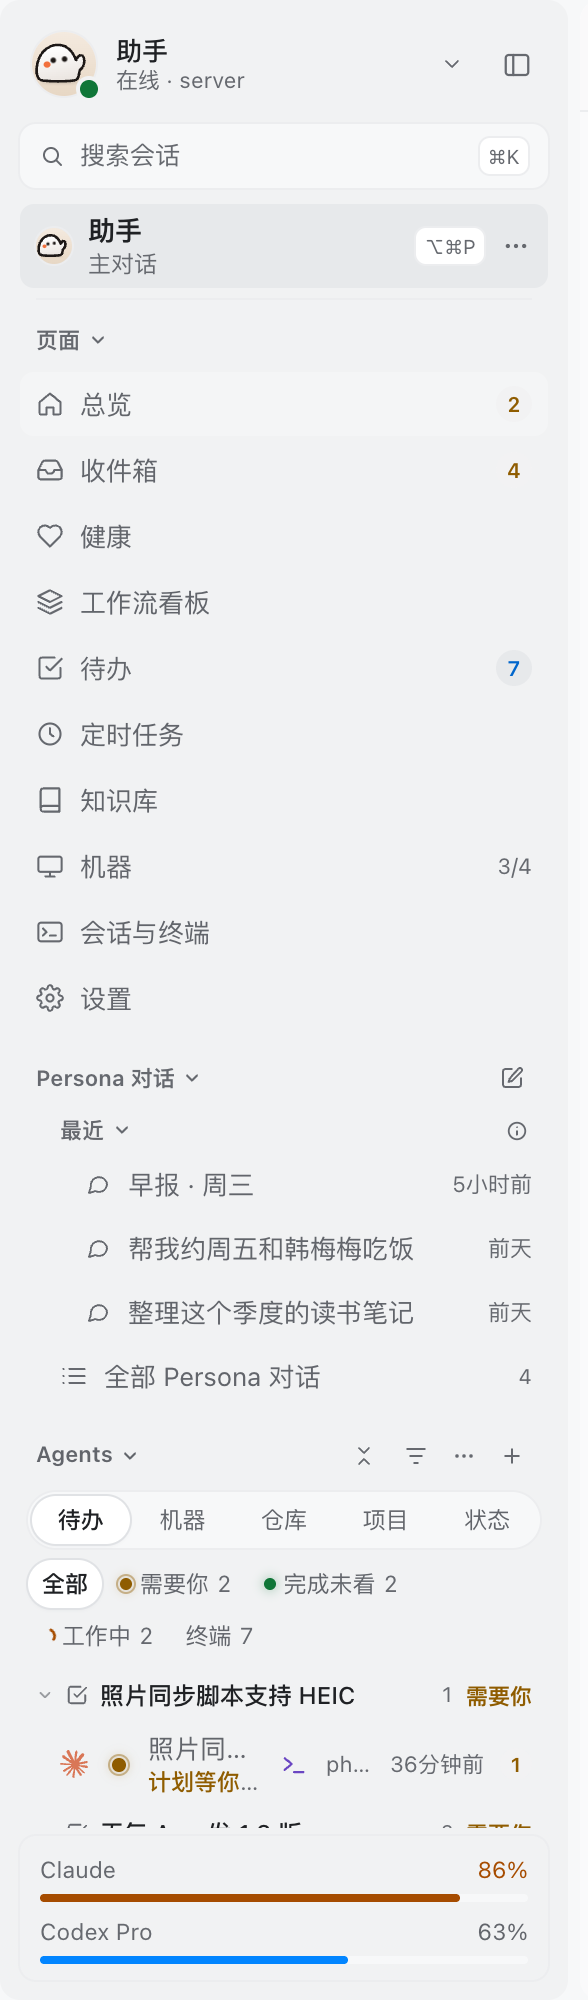 助手
在线 · server
搜索会话 ⌘K
助手
主对话 ⌥⌘P
页面
总览 2
收件箱 4
健康
工作流看板
待办 7
定时任务
知识库
机器 3/4
会话与终端
设置
Persona 对话
最近
早报 · 周三 5小时前
帮我约周五和韩梅梅吃饭 前天
整理这个季度的读书笔记 前天
全部 Persona 对话 4
Agents
待办 机器 仓库 项目 状态
全部 需要你 2 完成未看 2
工作中 2 终端 7
照片同步脚本支持 HEIC 1 需要你
照片同… ph… 36分钟前 1
计划等你…
Claude 86%
Codex Pro 63%